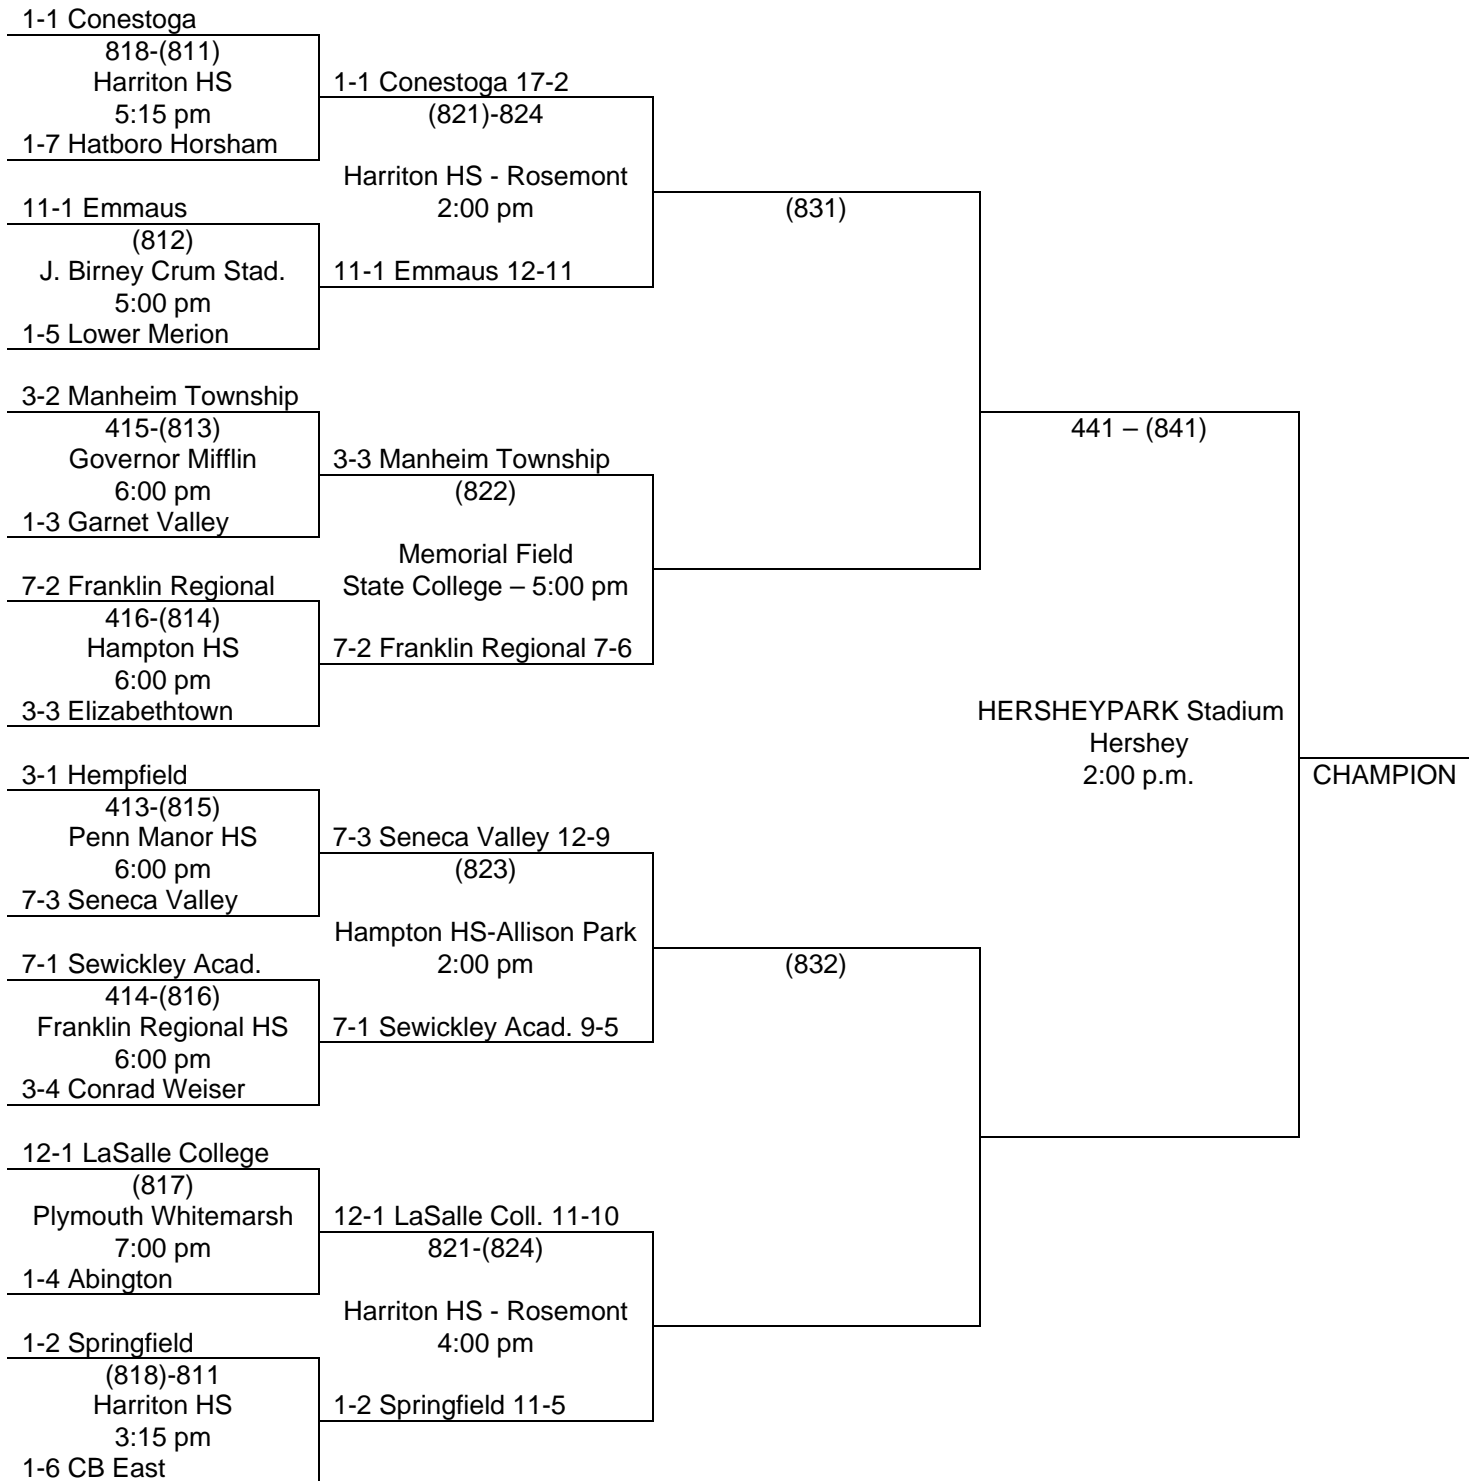 1-1 Conestoga
818-(811)
Harriton HS
5:15 pm
1-7 Hatboro Horsham
11-1 Emmaus
(812)
J. Birney Crum Stad.
5:00 pm
1-5 Lower Merion
3-2 Manheim Township
415-(813)
Governor Mifflin
6:00 pm
1-3 Garnet Valley
7-2 Franklin Regional
416-(814)
Hampton HS
6:00 pm
3-3 Elizabethtown
3-1 Hempfield
413-(815)
Penn Manor HS
6:00 pm
7-3 Seneca Valley
7-1 Sewickley Acad.
414-(816)
Franklin Regional HS
6:00 pm
3-4 Conrad Weiser
12-1 LaSalle College
(817)
Plymouth Whitemarsh
7:00 pm
1-4 Abington
1-2 Springfield
(818)-811
Harriton HS
3:15 pm
1-6 CB East
1-1 Conestoga 17-2
(821)-824
Harriton HS - Rosemont
2:00 pm
11-1 Emmaus 12-11
3-3 Manheim Township
(822)
Memorial Field
State College – 5:00 pm
7-2 Franklin Regional 7-6
7-3 Seneca Valley 12-9
(823)
Hampton HS-Allison Park
2:00 pm
7-1 Sewickley Acad. 9-5
12-1 LaSalle Coll. 11-10
821-(824)
Harriton HS - Rosemont
4:00 pm
1-2 Springfield 11-5
(831)
(832)
441 – (841)
HERSHEYPARK Stadium
Hershey
2:00 p.m.
CHAMPION